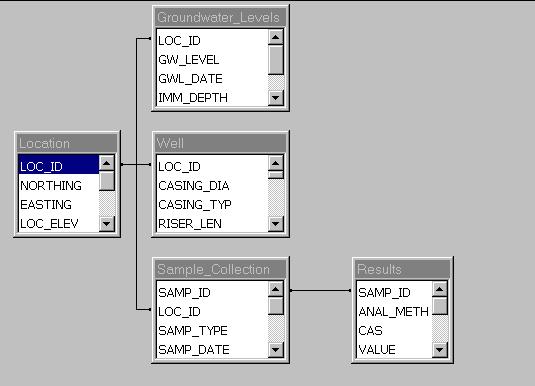 Groundwater_Levels
LOC_ID
GW_LEVEL
GWL_DATE
IMM_DEPTH
Location
LOC_ID
NORTHING
EASTING
LOC_ELEV
Well
LOC_ID
CASING_DIA
CASING_TYP
RISER_LEN
Sample_Collection
SAMP_ID
LOC_ID
SAMP_TYPE
SAMP_DATE
Results
SAMP_ID
ANAL_METH
CAS
VALUE